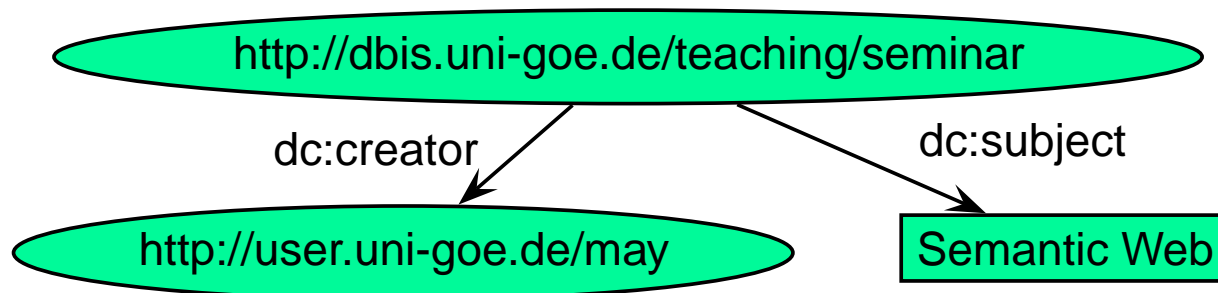 http://dbis.uni-goe.de/teaching/seminar
dc:creator
dc:subject
http://user.uni-goe.de/may
Semantic Web